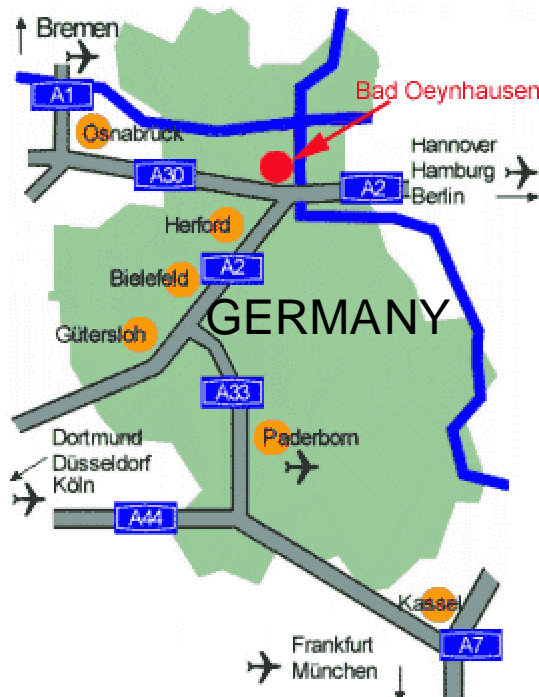 Bremen
A1
Bad Oeynhausen
Osnabrück
Hannover
Hamburg
Berlin
A30
A2
Herford
A2
Bielefeld
GERMANY
Gütersloh
A33
Dortmund
Düsseldorf
Köln
Paderborn
A44
Kassel
Frankfurt
München
A7